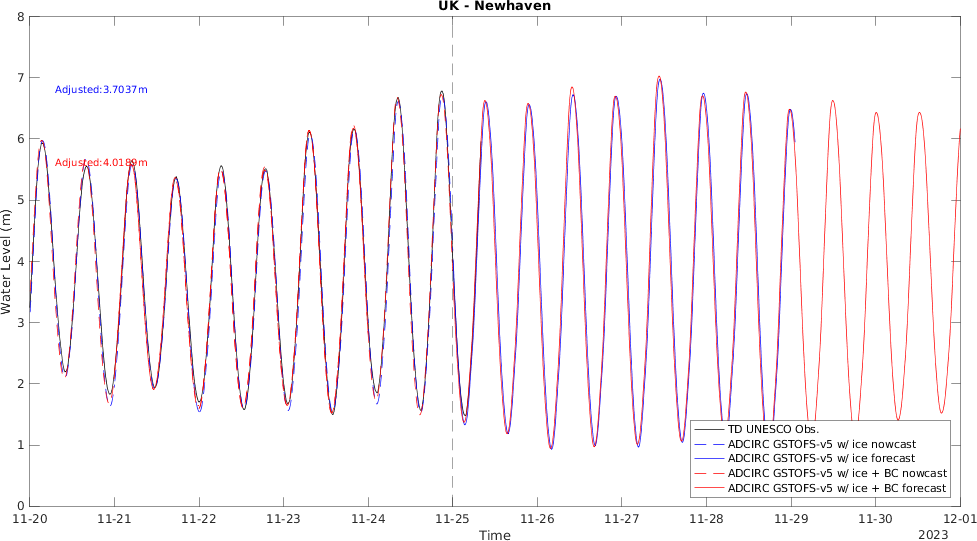 UK - Newhaven
8
7
6
5
4
3
2
1
0
Water Level (m)
Adjusted:3.7037m
Adjusted:4.0189m
TD UNESCO Obs.
ADCIRC GSTOFS-v5 w/ ice nowcast
ADCIRC GSTOFS-v5 w/ ice forecast
ADCIRC GSTOFS-v5 w/ ice + BC nowcast
ADCIRC GSTOFS-v5 w/ ice + BC forecast
11-20 11-21 11-22 11-23 11-24 11-25 11-26 11-27 11-28 11-29 11-30 12-01
Time
2023